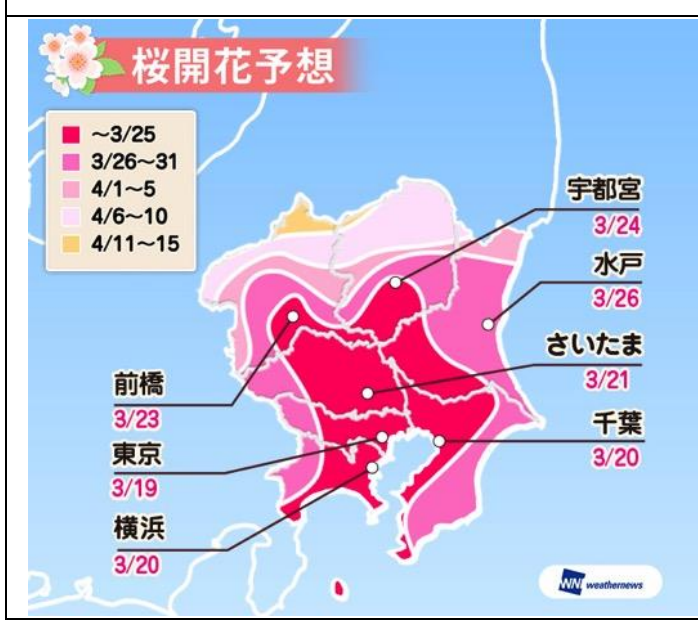 桜開花予想
～3/25
3/26～31
4/1～5
4/6～10
4/11～15
宇都宮
3/24
水戸
3/26
さいたま
3/21
千葉
3/20
前橋
3/23
東京
3/19
横浜
3/20
WN weathernews